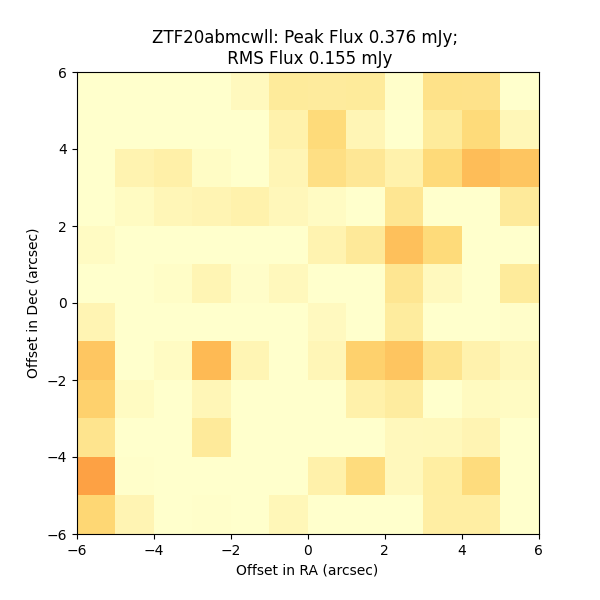 ZTF20abmcwll: Peak Flux 0.376 mJy;
RMS Flux 0.155 mJy
6
4
2
0
−2
−4
−6
Offset in Dec (arcsec)
−6 −4 −2 0 2 4 6
Offset in RA (arcsec)